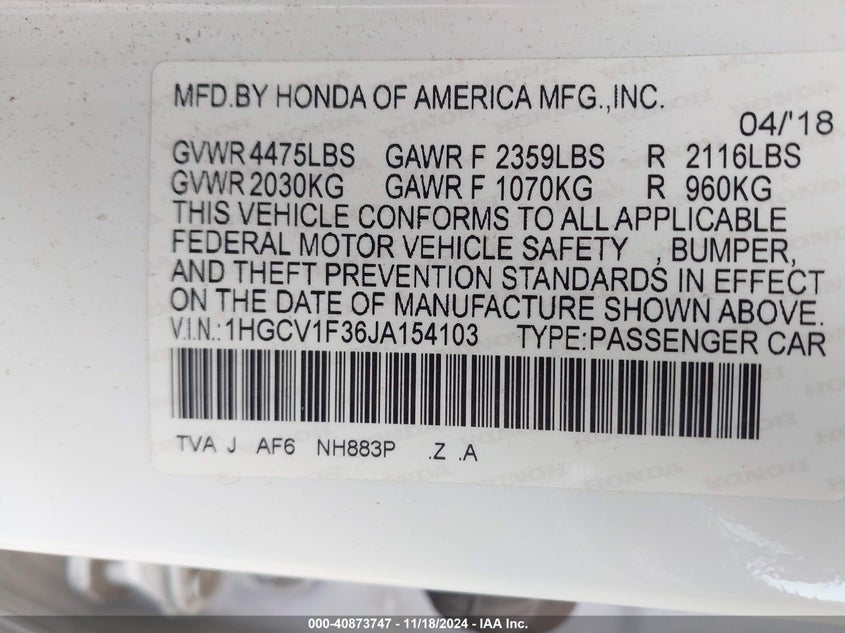 MFD.BY HONDA OF AMERICA MFG.,INC.
04/'18
GVWR 4475LBS GAWR F 2359LBS R 2116LBS
GVWR 2030KG GAWR F 1070KG R 960KG
THIS VEHICLE CONFORMS TO ALL APPLICABLE
FEDERAL MOTOR VEHICLE SAFETY , BUMPER,
AND THEFT PREVENTION STANDARDS IN EFFECT
ON THE DATE OF MANUFACTURE SHOWN ABOVE.
V.I.N.:1HGCV1F36JA154103 TYPE:PASSENGER CAR
TVA J AF6 NH883P .Z .A
HONDA HONDA
000-40873747 - 11/18/2024 - IAA Inc.